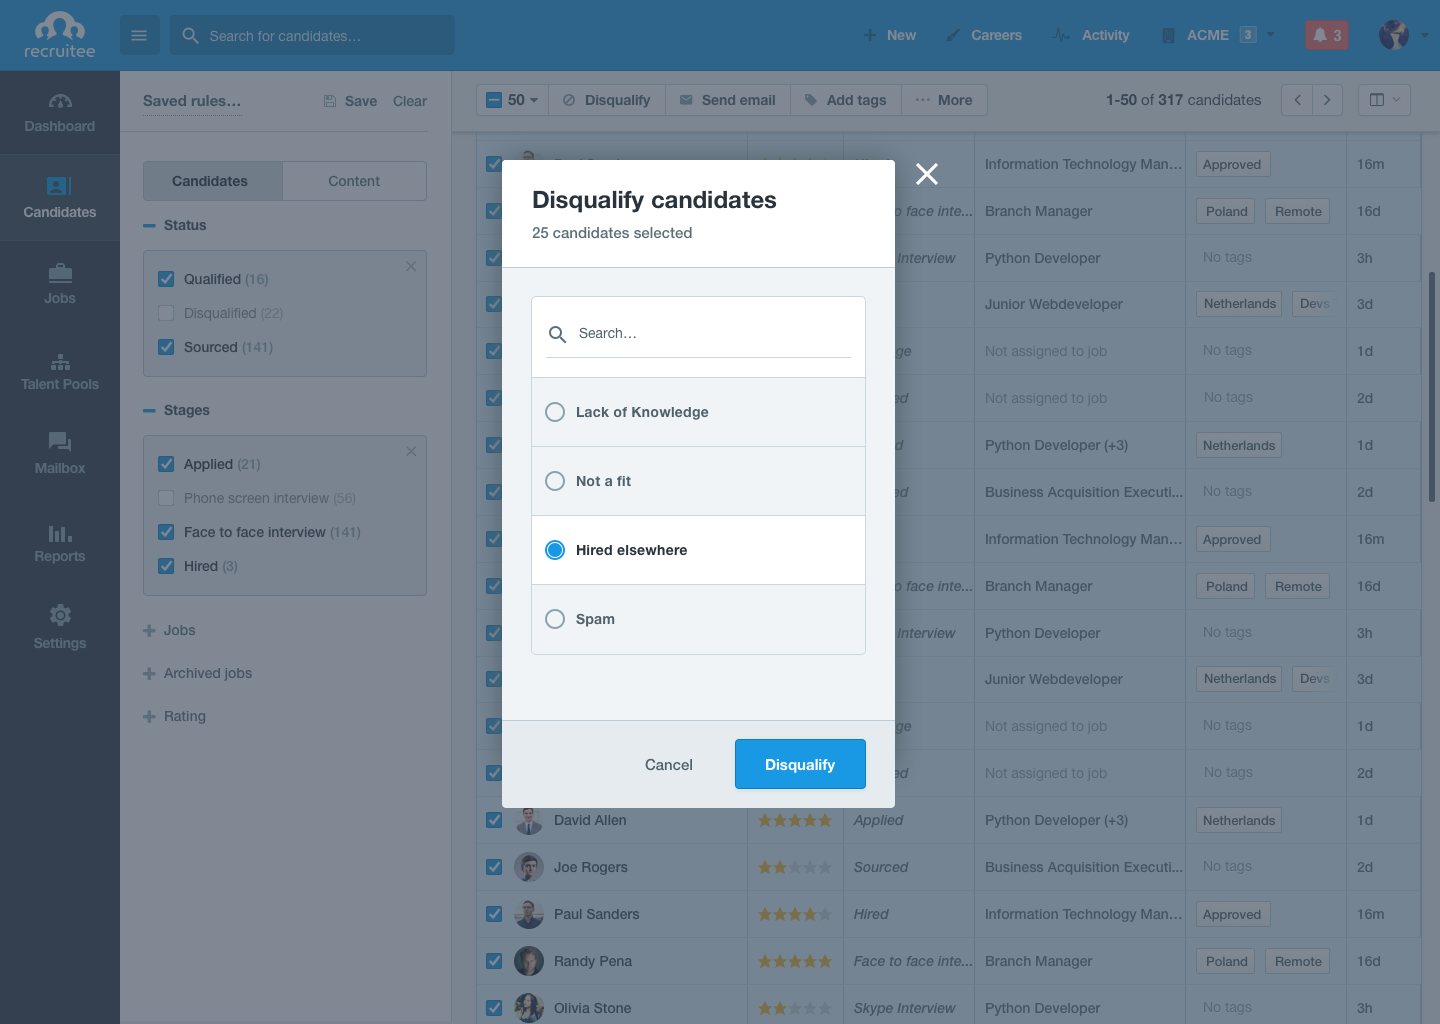 recruitee
Search for candidates...
New
Careers
Activity
ACME 3
3
Dashboard
Candidates
Jobs
Talent Pools
Mailbox
Reports
Settings
Saved rules...
Save
Clear
Candidates
Content
Status
Qualified (16)
Disqualified (22)
Sourced (141)
Stages
Applied (21)
Phone screen interview (56)
Face to face interview (141)
Hired (3)
Jobs
Archived jobs
Rating
50
Disqualify
Send email
Add tags
More
1-50 of 317 candidates
Information Technology Man... Approved 16m
to face inte... Branch Manager Poland Remote 16d
Interview Python Developer No tags 3h
Junior Webdeveloper Netherlands Devs 3d
Not assigned to job No tags 1d
Not assigned to job No tags 2d
Python Developer (+3) Netherlands 1d
Business Acquisition Executi... No tags 2d
Information Technology Man... Approved 16m
face inte... Branch Manager Poland Remote 16d
Interview Python Developer No tags 3h
Junior Webdeveloper Netherlands Devs 3d
Not assigned to job No tags 1d
Not assigned to job No tags 2d
David Allen Applied Python Developer (+3) Netherlands 1d
Joe Rogers Sourced Business Acquisition Executi... No tags 2d
Paul Sanders Hired Information Technology Man... Approved 16m
Randy Pena Face to face inte... Branch Manager Poland Remote 16d
Olivia Stone Skype Interview Python Developer No tags 3h
Disqualify candidates
25 candidates selected
Search...
Lack of Knowledge
Not a fit
Hired elsewhere
Spam
Cancel
Disqualify